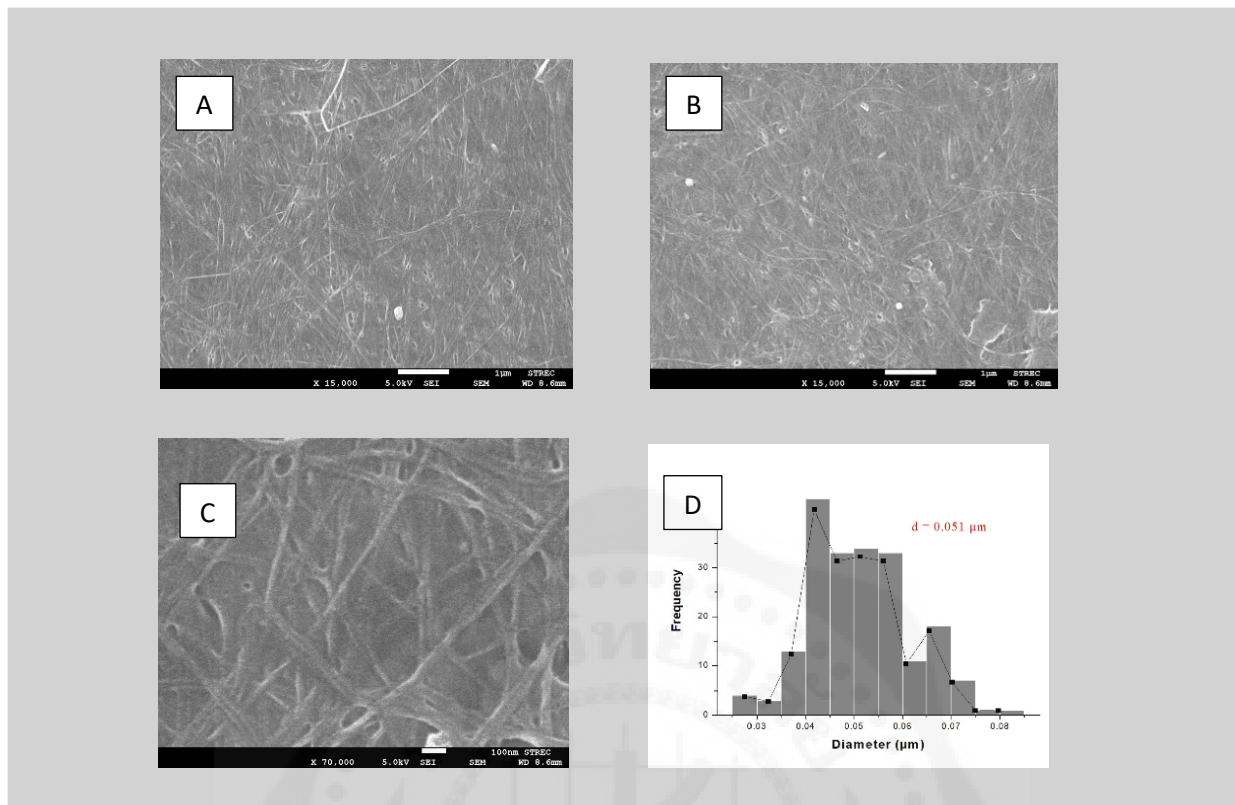 A
1μm STREC
X 15,000 5.0kV SEI SEM WD 8.6mm
B
1μm STREC
X 15,000 5.0kV SEI SEM WD 8.6mm
C
100nm STREC
X 70,000 5.0kV SEI SEM WD 8.6mm
D
d = 0.051 μm
Frequency
30
20
10
0
0.03 0.04 0.05 0.06 0.07 0.08
Diameter (μm)